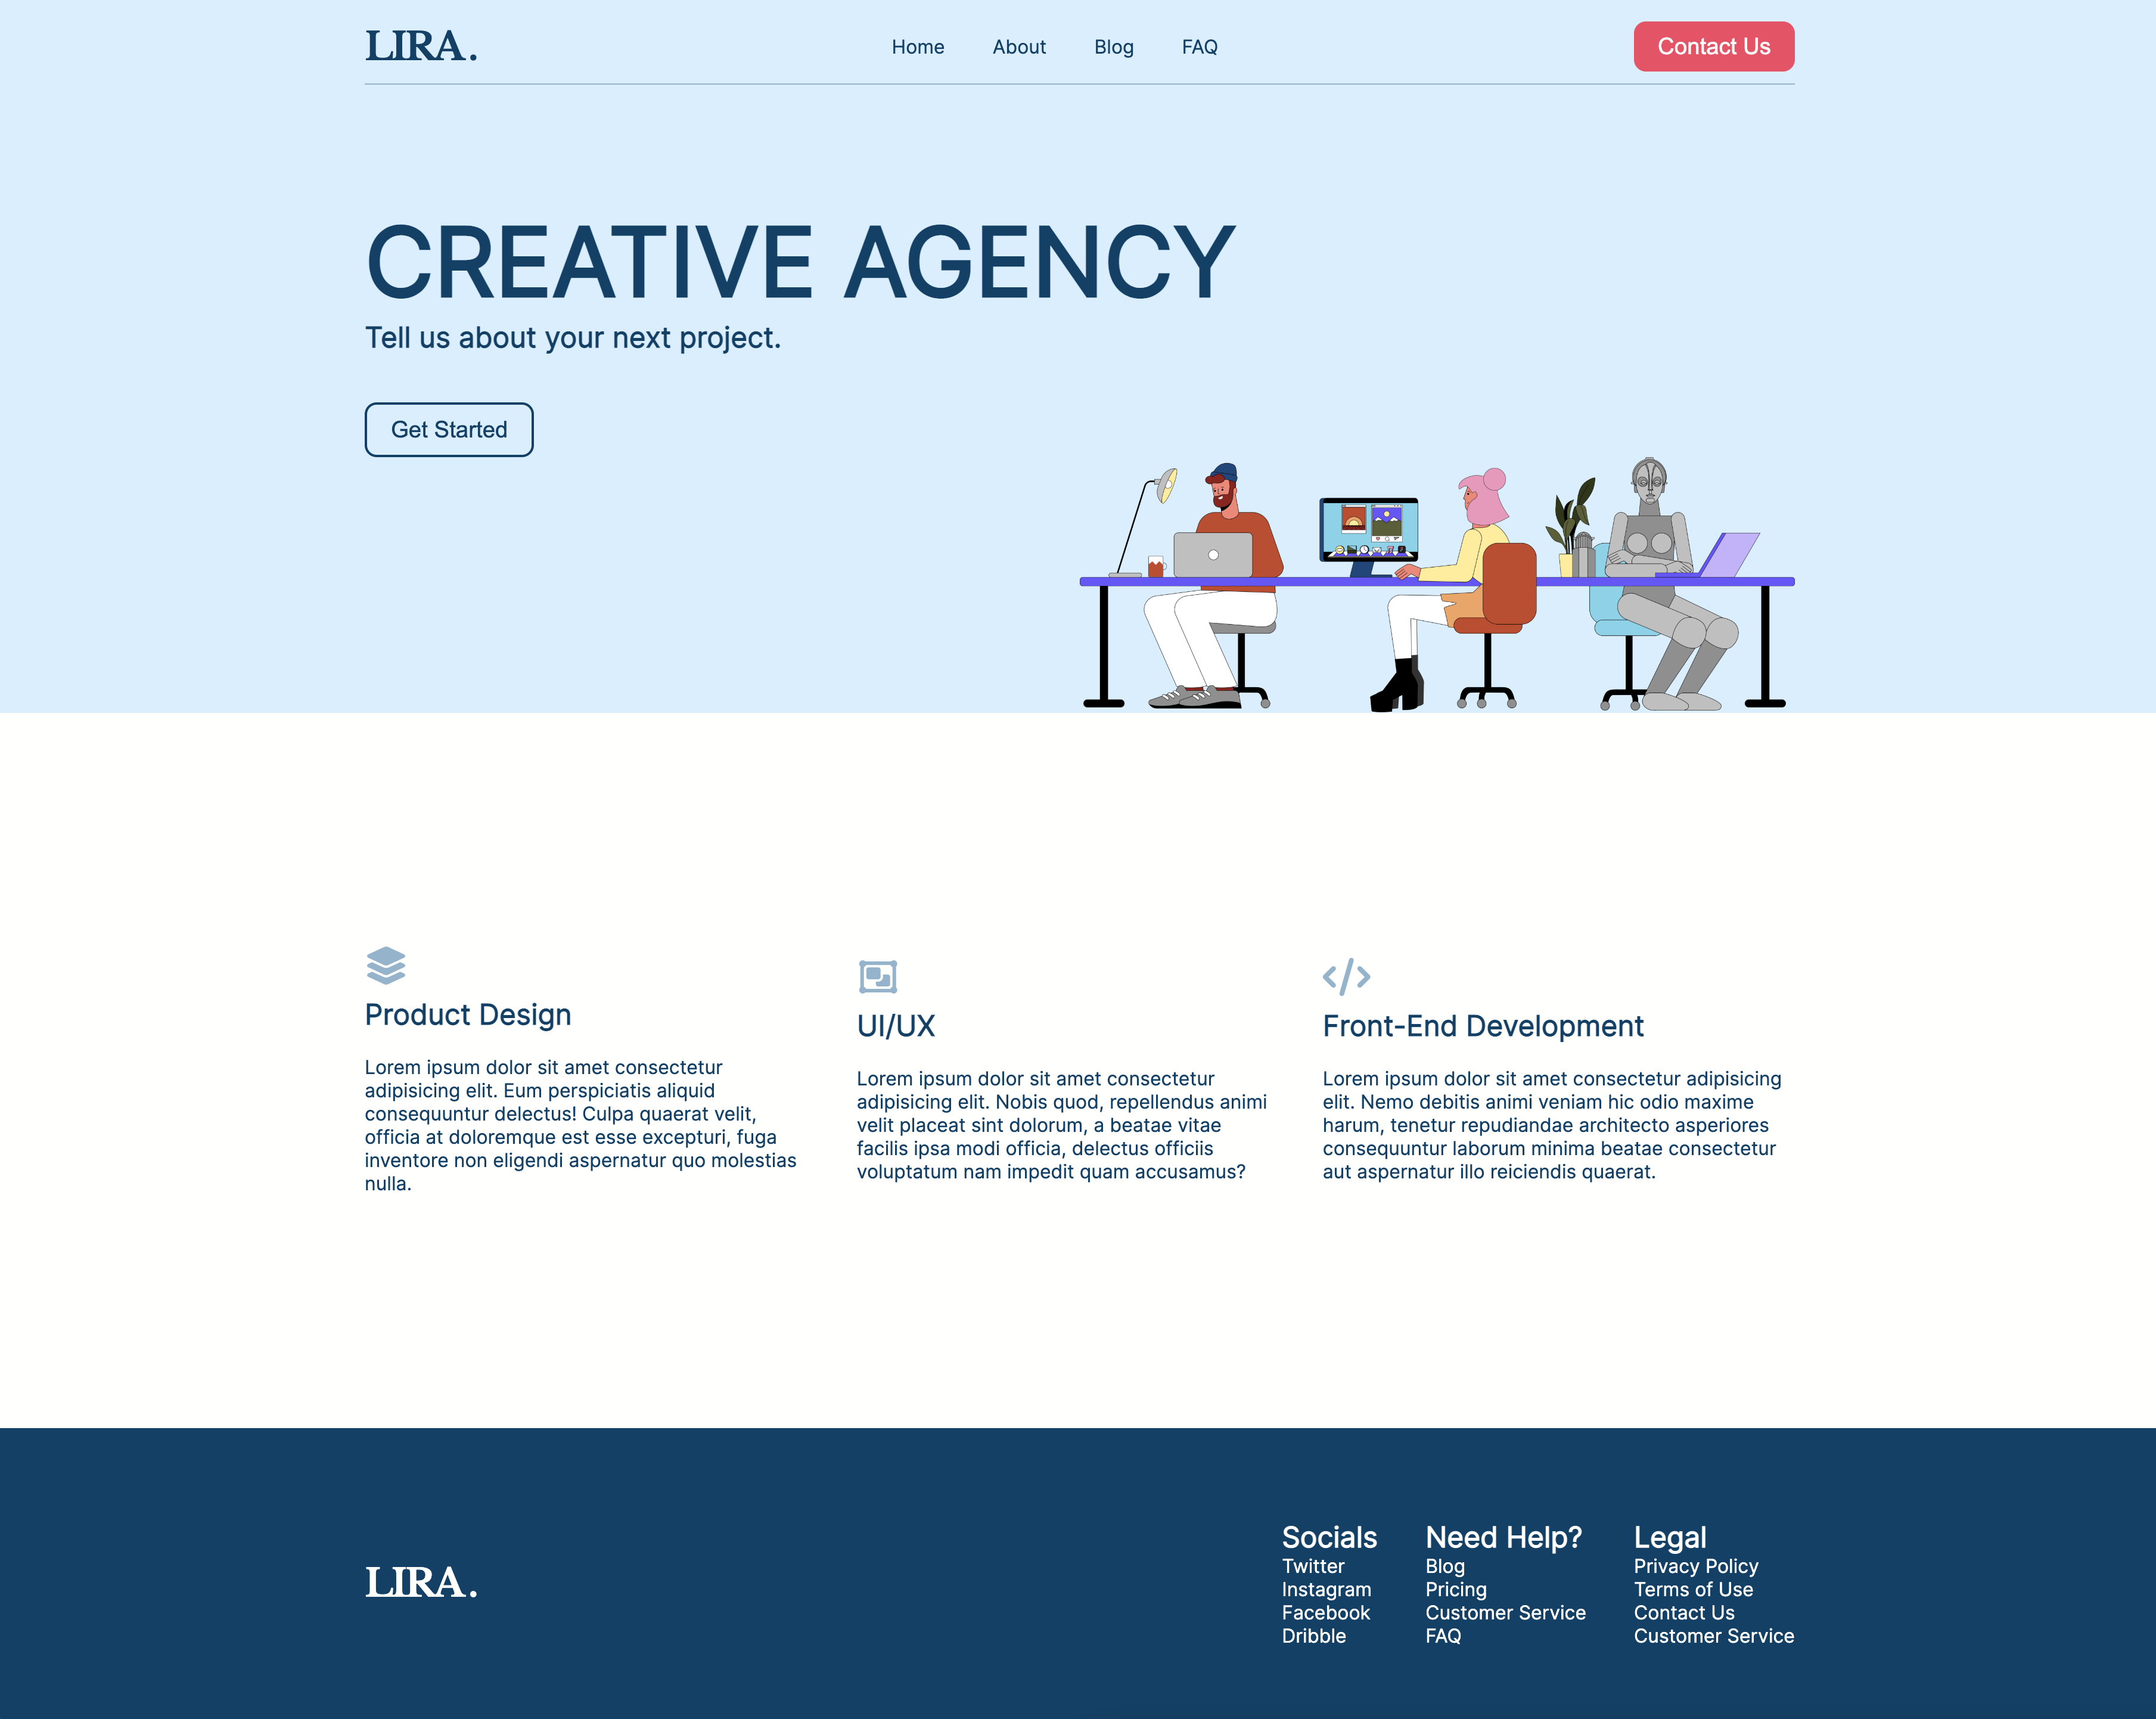 LIRA.
Home About Blog FAQ
Contact Us
CREATIVE AGENCY
Tell us about your next project.
Get Started
Product Design
Lorem ipsum dolor sit amet consectetur
adipisicing elit. Eum perspiciatis aliquid
consequuntur delectus! Culpa quaerat velit,
officia at doloremque est esse excepturi, fuga
inventore non eligendi aspernatur quo molestias
nulla.
UI/UX
Lorem ipsum dolor sit amet consectetur
adipisicing elit. Nobis quod, repellendus animi
velit placeat sint dolorum, a beatae vitae
facilis ipsa modi officia, delectus officiis
voluptatum nam impedit quam accusamus?
Front-End Development
Lorem ipsum dolor sit amet consectetur adipisicing
elit. Nemo debitis animi veniam hic odio maxime
harum, tenetur repudiandae architecto asperiores
consequuntur laborum minima beatae consectetur
aut aspernatur illo reiciendis quaerat.
LIRA.
Socials
Twitter
Instagram
Facebook
Dribble
Need Help?
Blog
Pricing
Customer Service
FAQ
Legal
Privacy Policy
Terms of Use
Contact Us
Customer Service